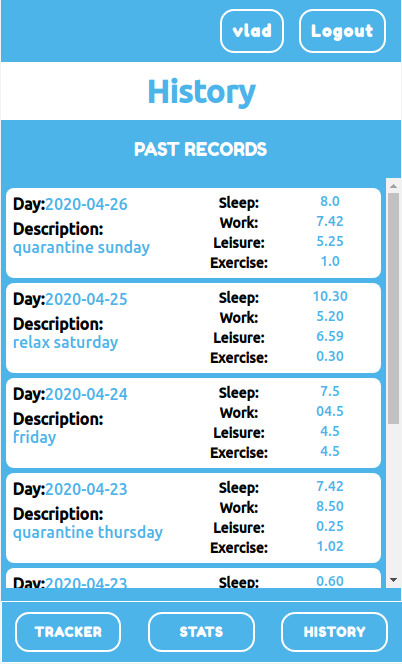 vlad Logout
History
PAST RECORDS
Day:2020-04-26 Sleep: 8.0
Work: 7.42
Description: Leisure: 5.25
quarantine sunday Exercise: 1.0
Day:2020-04-25 Sleep: 10.30
Work: 5.20
Description: Leisure: 6.59
relax saturday Exercise: 0.30
Day:2020-04-24 Sleep: 7.5
Work: 04.5
Description: Leisure: 4.5
friday Exercise: 4.5
Day:2020-04-23 Sleep: 7.42
Work: 8.50
Description: Leisure: 0.25
quarantine thursday Exercise: 1.02
Day:2020-04-23 Sleep: 0.60
TRACKER STATS HISTORY